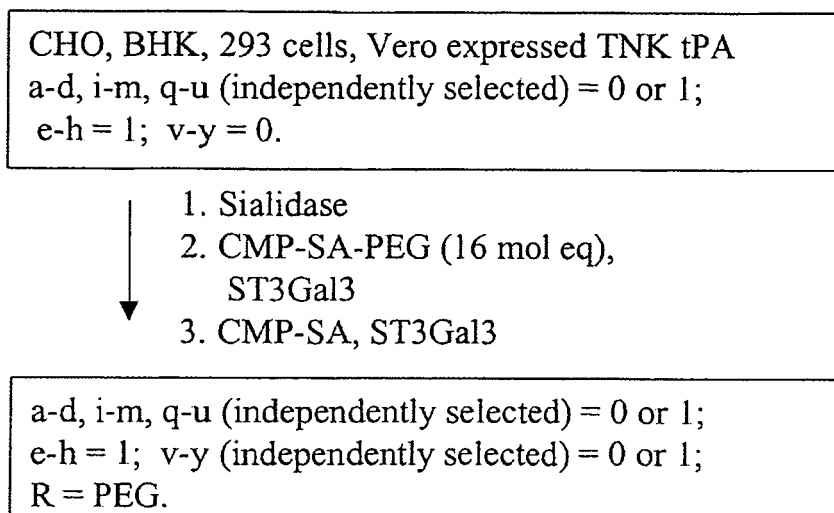 CHO, BHK, 293 cells, Vero expressed TNK tPA
a-d, i-m, q-u (independently selected) = 0 or 1;
e-h = 1; v-y = 0.
1. Sialidase
2. CMP-SA-PEG (16 mol eq),
ST3Gal3
3. CMP-SA, ST3Gal3
a-d, i-m, q-u (independently selected) = 0 or 1;
e-h = 1; v-y (independently selected) = 0 or 1;
R = PEG.